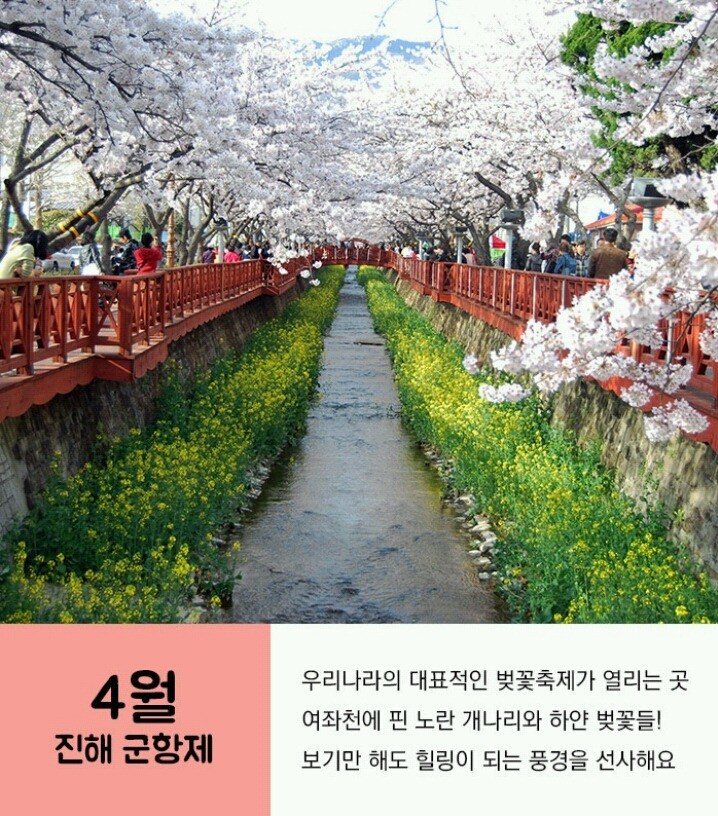 4월
진해 군항제
우리나라의 대표적인 벚꽃축제가 열리는 곳
여좌천에 핀 노란 개나리와 하얀 벚꽃들!
보기만 해도 힐링이 되는 풍경을 선사해요